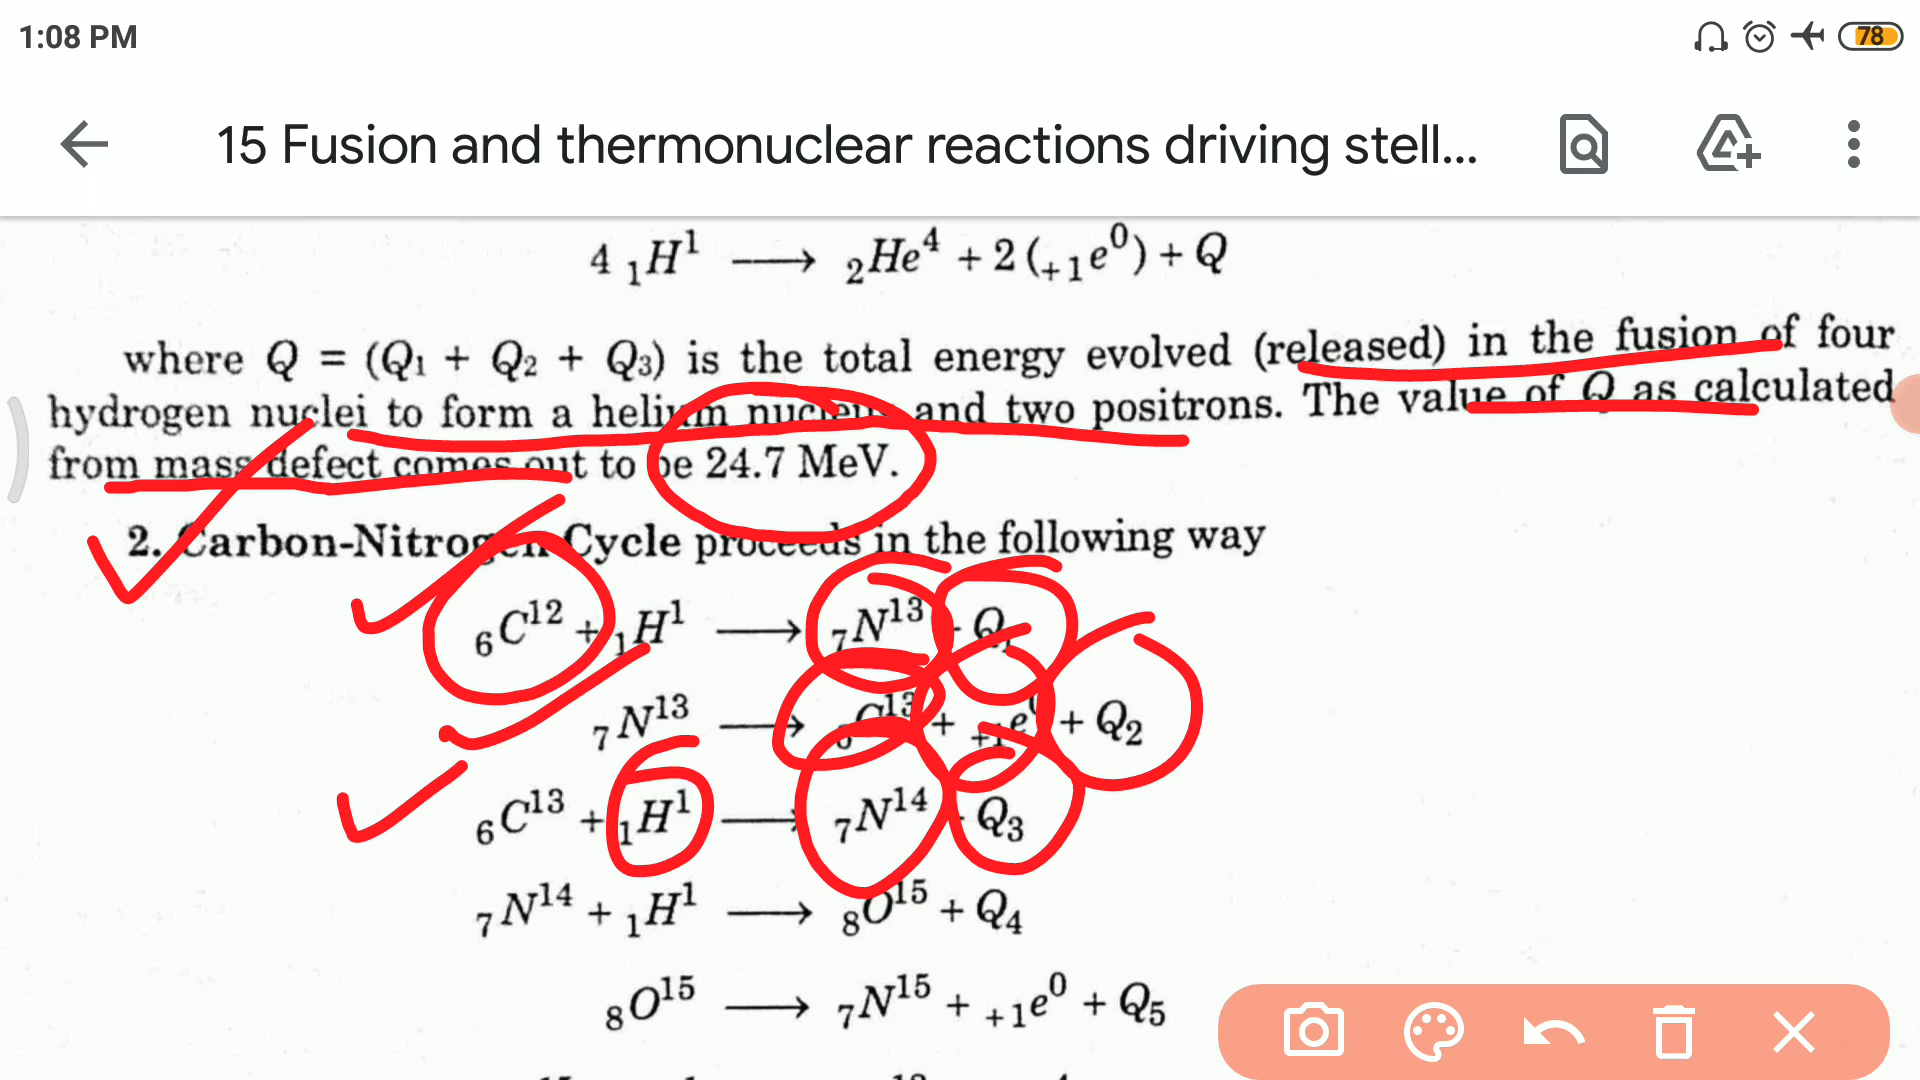 1:08 PM
78
15 Fusion and thermonuclear reactions driving stell...
4 ₁H¹ ⟶ ₂He⁴ + 2 (₊₁e⁰) + Q
where Q = (Q₁ + Q₂ + Q₃) is the total energy evolved (released) in the fusion of four
hydrogen nuclei to form a helium nucleus and two positrons. The value of Q as calculated
from mass defect comes out to be 24.7 MeV.
2. Carbon-Nitrogen Cycle proceeds in the following way
₆C¹² + ₁H¹ ⟶ ₇N¹³ + Q₁
₇N¹³ ⟶ ₆C¹³ + ₊₁e⁰ + Q₂
₆C¹³ + ₁H¹ ⟶ ₇N¹⁴ + Q₃
₇N¹⁴ + ₁H¹ ⟶ ₈O¹⁵ + Q₄
₈O¹⁵ ⟶ ₇N¹⁵ + ₊₁e⁰ + Q₅